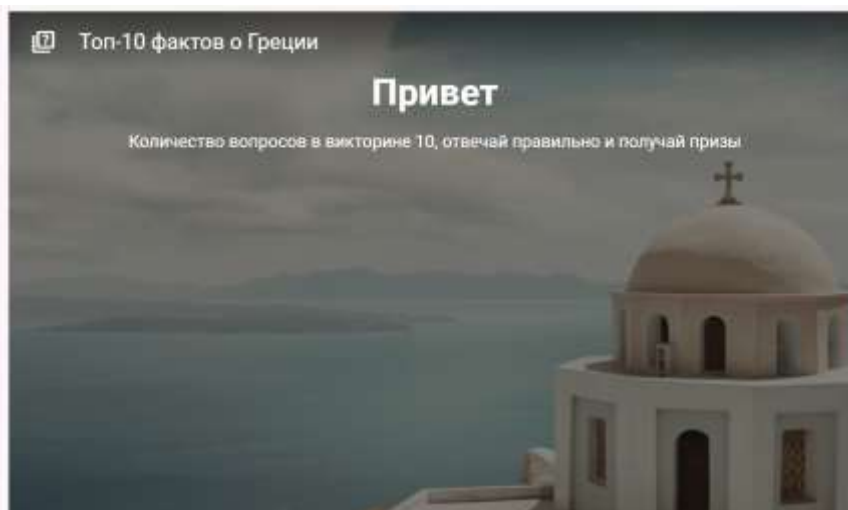 Топ-10 фактов о Греции
Привет
Количество вопросов в викторине 10, отвечай правильно и получай призы